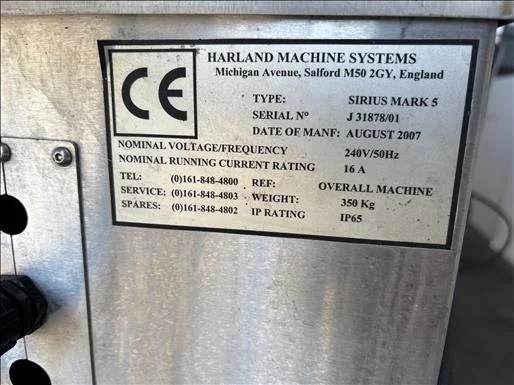 CE
HARLAND MACHINE SYSTEMS
Michigan Avenue, Salford M50 2GY, England
TYPE: SIRIUS MARK 5
SERIAL Nº J 31878/01
DATE OF MANF: AUGUST 2007
NOMINAL VOLTAGE/FREQUENCY 240V/50Hz
NOMINAL RUNNING CURRENT RATING 16 A
TEL: (0)161-848-4800 REF: OVERALL MACHINE
SERVICE: (0)161-848-4803 WEIGHT: 350 Kg
SPARES: (0)161-848-4802 IP RATING IP65